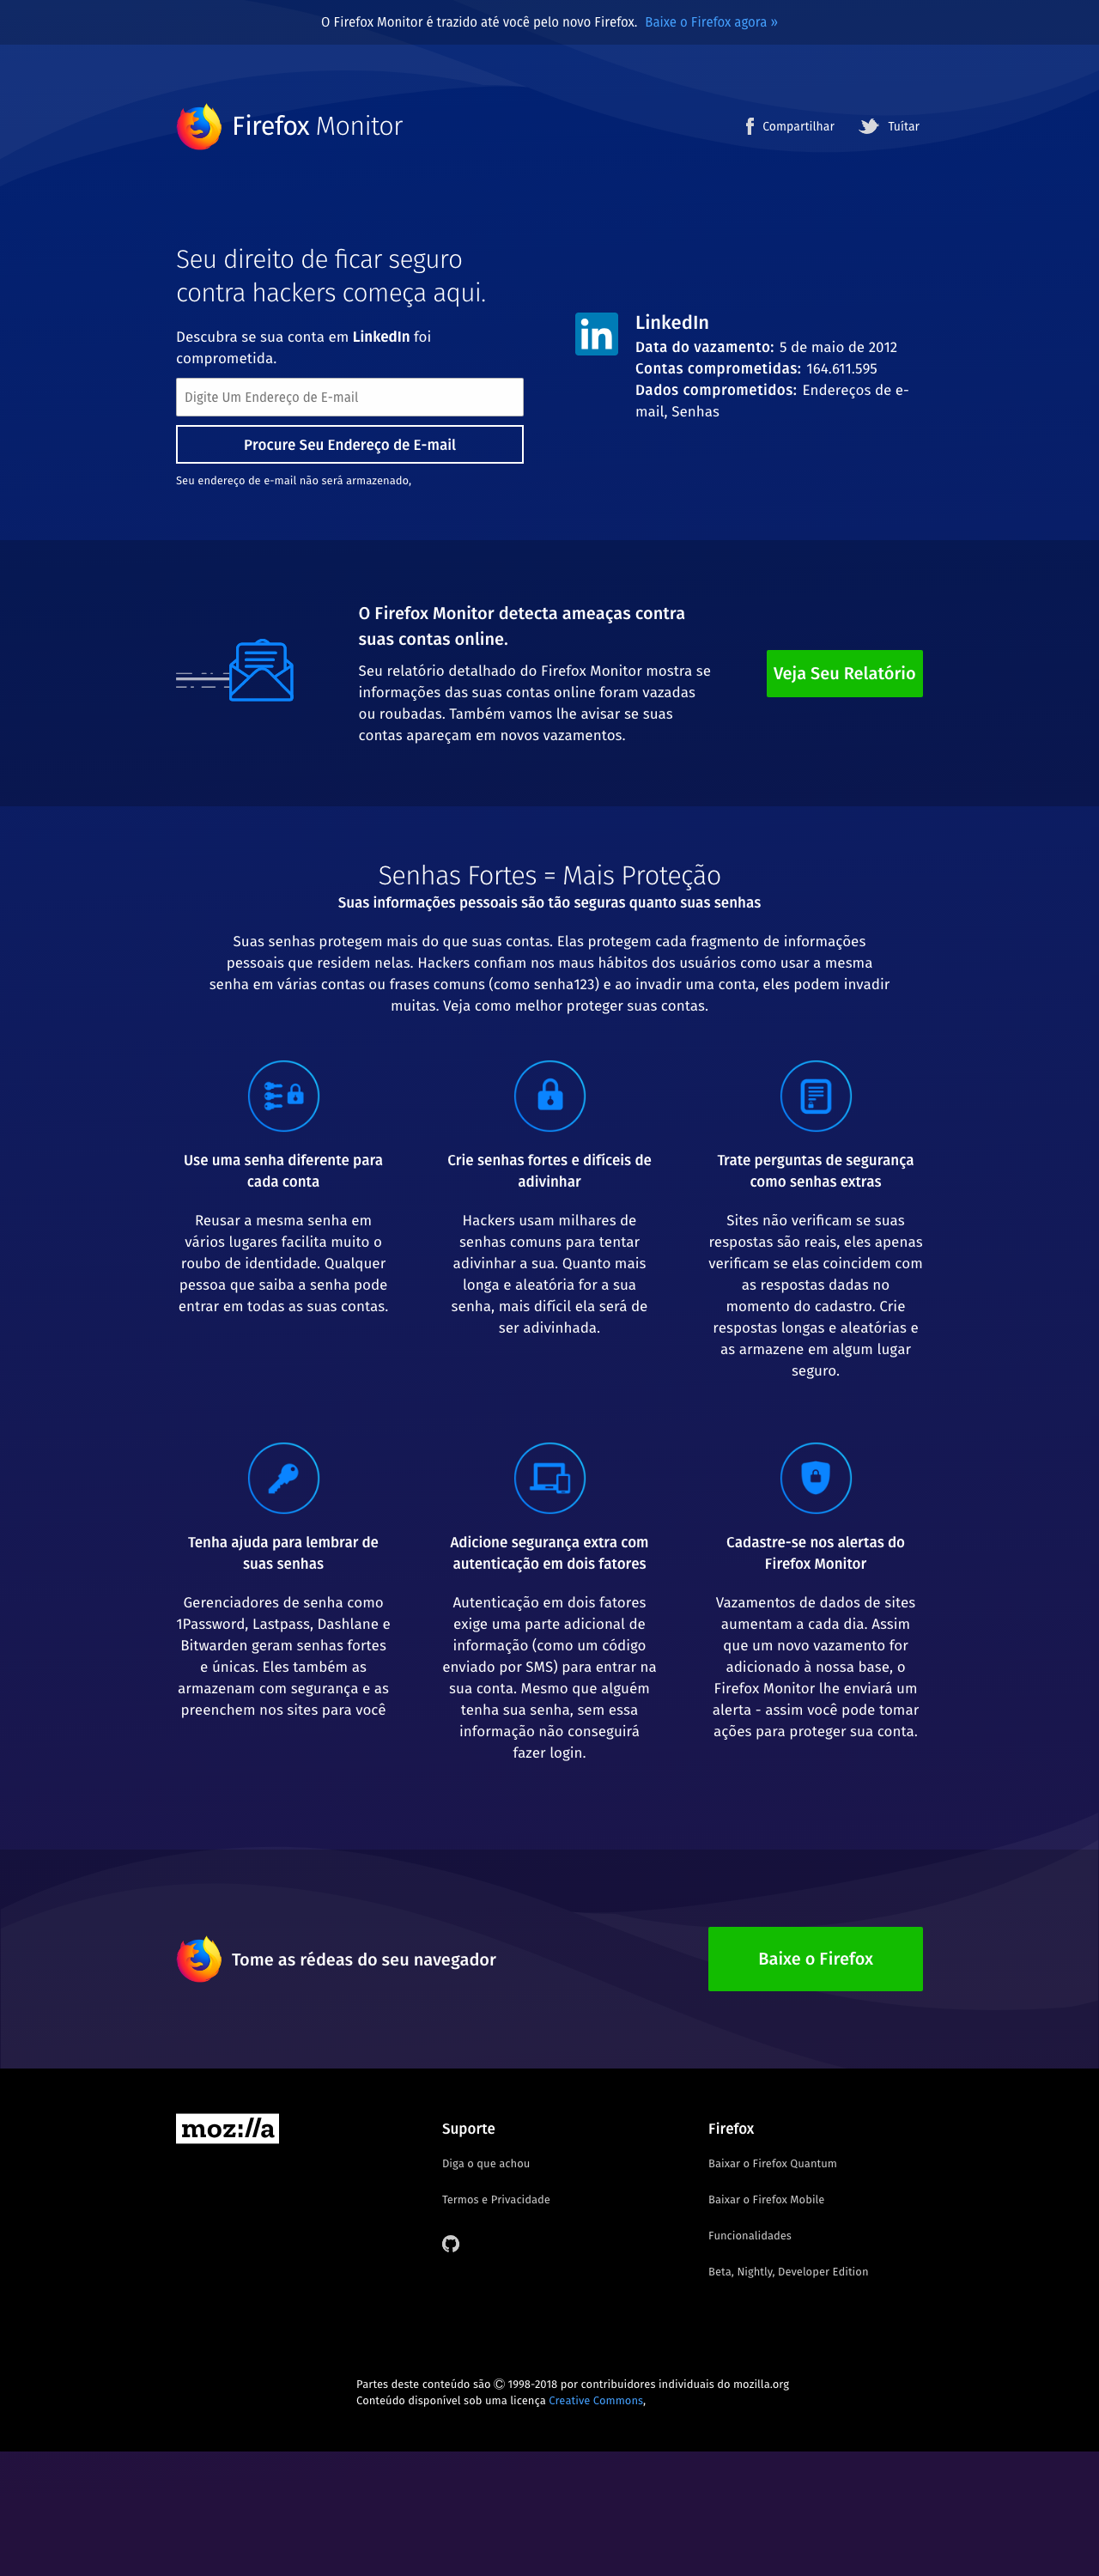 O Firefox Monitor é trazido até você pelo novo Firefox. Baixe o Firefox agora »
Firefox Monitor
Compartilhar
Tuitar
Seu direito de ficar seguro
contra hackers começa aqui.
Descubra se sua conta em LinkedIn foi
comprometida.
Digite Um Endereço de E-mail
Procure Seu Endereço de E-mail
Seu endereço de e-mail não será armazenado,
in
LinkedIn
Data do vazamento: 5 de maio de 2012
Contas comprometidas: 164.611.595
Dados comprometidos: Endereços de e-
mail, Senhas
O Firefox Monitor detecta ameaças contra
suas contas online.
Seu relatório detalhado do Firefox Monitor mostra se
informações das suas contas online foram vazadas
ou roubadas. Também vamos lhe avisar se suas
contas apareçam em novos vazamentos.
Veja Seu Relatório
Senhas Fortes = Mais Proteção
Suas informações pessoais são tão seguras quanto suas senhas
Suas senhas protegem mais do que suas contas. Elas protegem cada fragmento de informações
pessoais que residem nelas. Hackers confiam nos maus hábitos dos usuários como usar a mesma
senha em várias contas ou frases comuns (como senha123) e ao invadir uma conta, eles podem invadir
muitas. Veja como melhor proteger suas contas.
Use uma senha diferente para
cada conta
Reusar a mesma senha em
vários lugares facilita muito o
roubo de identidade. Qualquer
pessoa que saiba a senha pode
entrar em todas as suas contas.
Crie senhas fortes e difíceis de
adivinhar
Hackers usam milhares de
senhas comuns para tentar
adivinhar a sua. Quanto mais
longa e aleatória for a sua
senha, mais difícil ela será de
ser adivinhada.
Trate perguntas de segurança
como senhas extras
Sites não verificam se suas
respostas são reais, eles apenas
verificam se elas coincidem com
as respostas dadas no
momento do cadastro. Crie
respostas longas e aleatórias e
as armazene em algum lugar
seguro.
Tenha ajuda para lembrar de
suas senhas
Gerenciadores de senha como
1Password, Lastpass, Dashlane e
Bitwarden geram senhas fortes
e únicas. Eles também as
armazenam com segurança e as
preenchem nos sites para você
Adicione segurança extra com
autenticação em dois fatores
Autenticação em dois fatores
exige uma parte adicional de
informação (como um código
enviado por SMS) para entrar na
sua conta. Mesmo que alguém
tenha sua senha, sem essa
informação não conseguirá
fazer login.
Cadastre-se nos alertas do
Firefox Monitor
Vazamentos de dados de sites
aumentam a cada dia. Assim
que um novo vazamento for
adicionado à nossa base, o
Firefox Monitor lhe enviará um
alerta - assim você pode tomar
ações para proteger sua conta.
Tome as rédeas do seu navegador
Baixe o Firefox
moz://a
Suporte
Diga o que achou
Termos e Privacidade
Firefox
Baixar o Firefox Quantum
Baixar o Firefox Mobile
Funcionalidades
Beta, Nightly, Developer Edition
Partes deste conteúdo são © 1998-2018 por contribuidores individuais do mozilla.org
Conteúdo disponível sob uma licença Creative Commons,